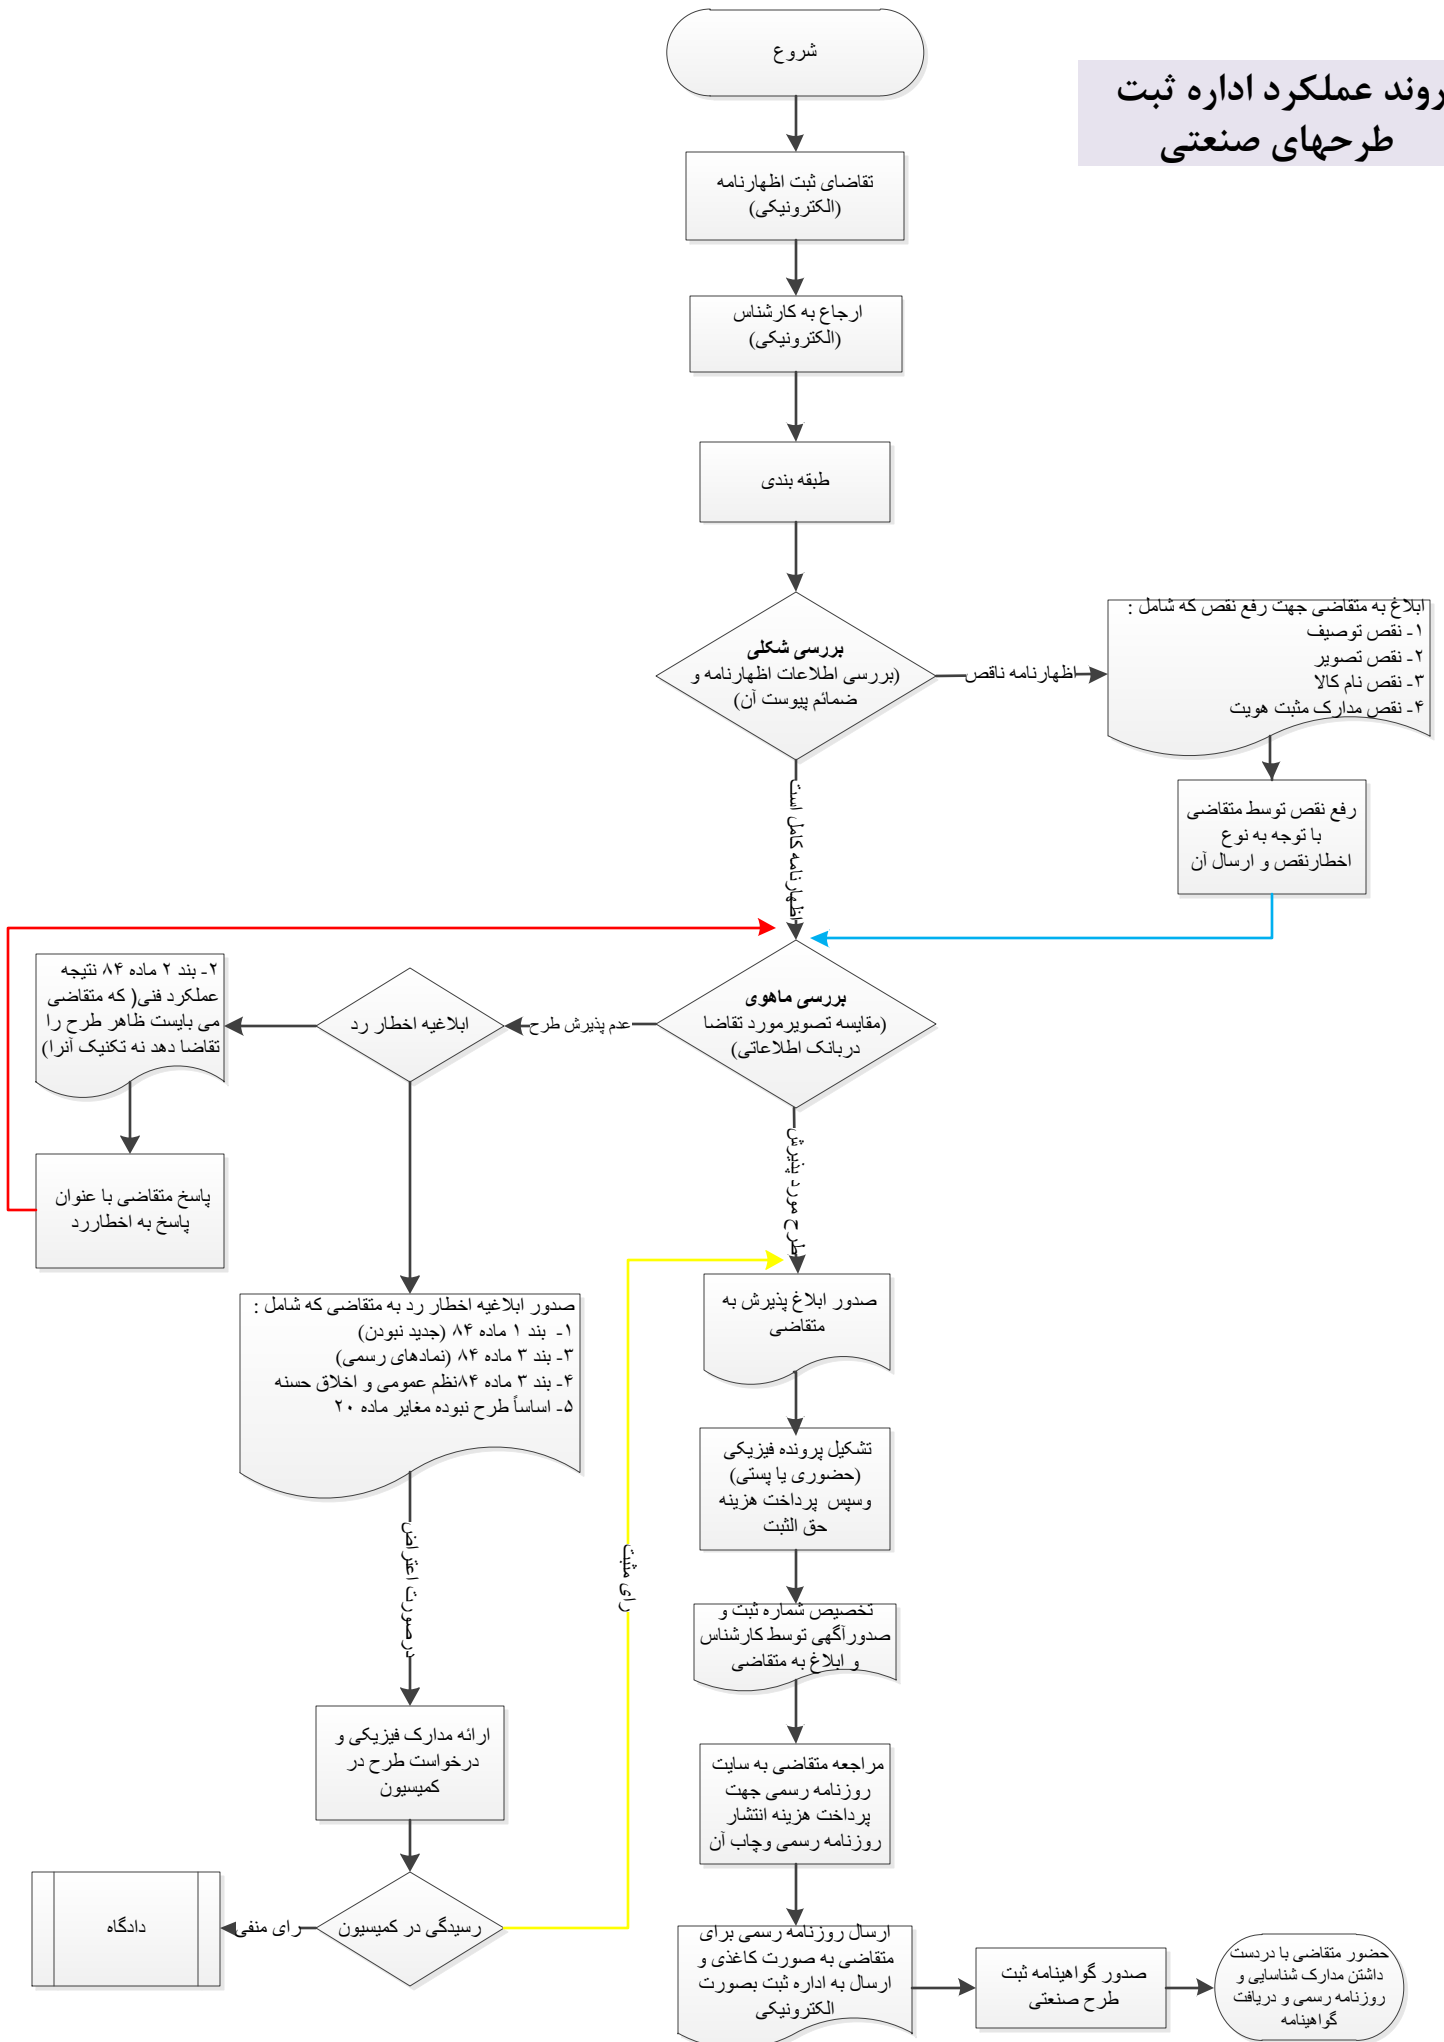 روند عملکرد اداره ثبت
طرحهای صنعتی
شروع
تقاضای ثبت اظهارنامه
(الکترونیکی)
ارجاع به کارشناس
(الکترونیکی)
طبقه بندی
بررسی شکلی
(بررسی اطلاعات اظهارنامه و
ضمائم پیوست آن)
اظهارنامه ناقص
ابلاغ به متقاضی جهت رفع نقص که شامل :
۱- نقص توصیف
۲- نقص تصویر
۳- نقص نام کالا
۴- نقص مدارک مثبت هویت
رفع نقص توسط متقاضی
با توجه به نوع
اخطارنقص و ارسال آن
اظهارنامه کامل است
بررسی ماهوی
(مقایسه تصویرمورد تقاضا
دربانک اطلاعاتی)
عدم پذیرش طرح
ابلاغیه اخطار رد
۲- بند ۲ ماده ۸۴ نتیجه
عملکرد فنی( که متقاضی
می بایست ظاهر طرح را
تقاضا دهد نه تکنیک آنرا)
پاسخ متقاضی با عنوان
پاسخ به اخطاررد
طرح مورد پذیرش
صدور ابلاغیه اخطار رد به متقاضی که شامل :
۱- بند ۱ ماده ۸۴ (جدید نبودن)
۳- بند ۳ ماده ۸۴ (نمادهای رسمی)
۴- بند ۳ ماده ۸۴نظم عمومی و اخلاق حسنه
۵- اساساً طرح نبوده مغایر ماده ۲۰
درصورت اعتراض
ارائه مدارک فیزیکی و
درخواست طرح در
کمیسیون
رسیدگی در کمیسیون
رای منفی
دادگاه
رای مثبت
صدور ابلاغ پذیرش به
متقاضی
تشکیل پرونده فیزیکی
(حضوری یا پستی)
وسپس پرداخت هزینه
حق الثبت
تخصیص شماره ثبت و
صدورآگهی توسط کارشناس
و ابلاغ به متقاضی
مراجعه متقاضی به سایت
روزنامه رسمی جهت
پرداخت هزینه انتشار
روزنامه رسمی وچاب آن
ارسال روزنامه رسمی برای
متقاضی به صورت کاغذی و
ارسال به اداره ثبت بصورت
الکترونیکی
صدور گواهینامه ثبت
طرح صنعتی
حضور متقاضی با دردست
داشتن مدارک شناسایی و
روزنامه رسمی و دریافت
گواهینامه